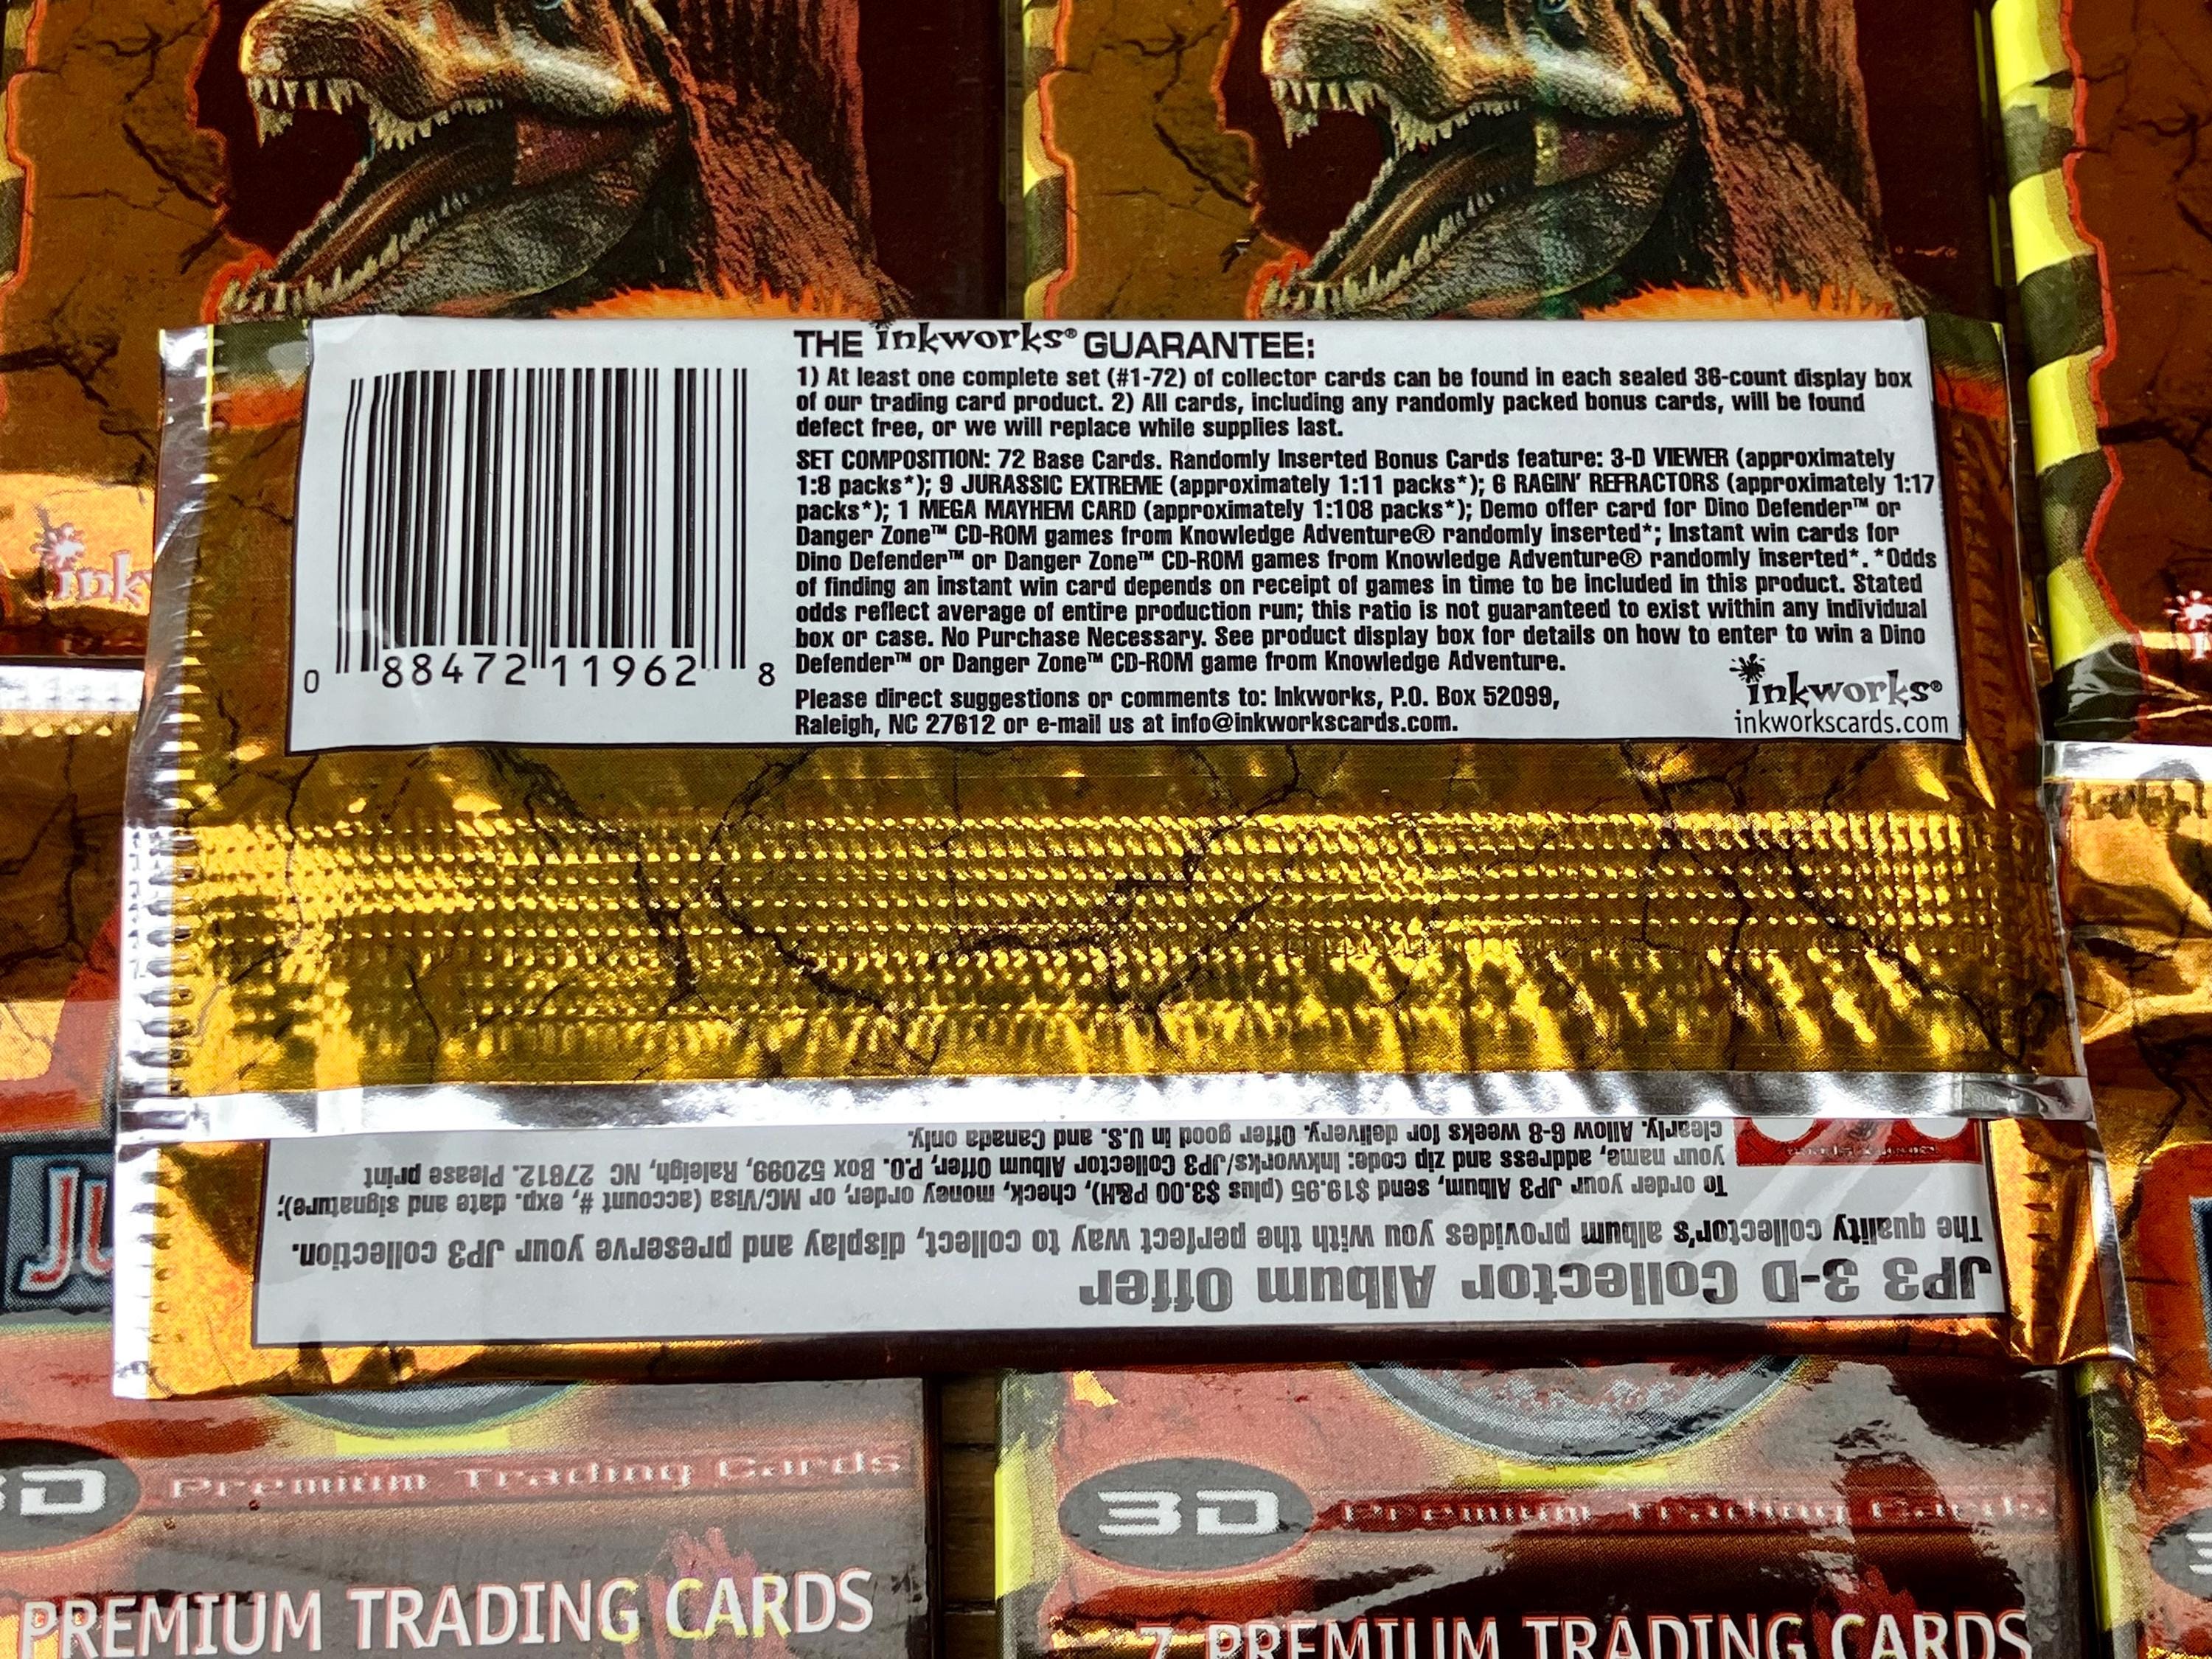 THE inkworks® GUARANTEE:
1) At least one complete set (#1-72) of collector cards can be found in each sealed 36-count display box
of our trading card product. 2) All cards, including any randomly packed bonus cards, will be found
defect free, or we will replace while supplies last.
SET COMPOSITION: 72 Base Cards. Randomly Inserted Bonus Cards feature: 3-D VIEWER (approximately
1:8 packs*); 9 JURASSIC EXTREME (approximately 1:11 packs*); 6 RAGIN' REFRACTORS (approximately 1:17
packs*); 1 MEGA MAYHEM CARD (approximately 1:108 packs*); Demo offer card for Dino Defender™ or
Danger Zone™ CD-ROM games from Knowledge Adventure® randomly inserted*; Instant win cards for
Dino Defender™ or Danger Zone™ CD-ROM games from Knowledge Adventure® randomly inserted*. *Odds
of finding an instant win card depends on receipt of games in time to be included in this product. Stated
odds reflect average of entire production run; this ratio is not guaranteed to exist within any individual
box or case. No Purchase Necessary. See product display box for details on how to enter to win a Dino
Defender™ or Danger Zone™ CD-ROM game from Knowledge Adventure.
Please direct suggestions or comments to: Inkworks, P.O. Box 52099,
Raleigh, NC 27612 or e-mail us at info@inkworkscards.com.
inkworks®
inkworkscards.com
0 88472 11962 8
JP3 3-D Collector Album Offer
The quality collector's album provides you with the perfect way to collect, display and preserve your JP3 collection.
To order your JP3 Album, send $19.95 (plus $3.00 P&H), check, money order, or MC/Visa (account #, exp. date and signature);
your name, address and zip code: Inkworks/JP3 Collector Album Offer, P.O. Box 52099, Raleigh, NC 27612. Please print
clearly. Allow 6-8 weeks for delivery. Offer good in U.S. and Canada only.
ink
JU
3D Premium Trading Cards
PREMIUM TRADING CARDS
3D Premium Trading Cards
7 PREMIUM TRADING CARDS